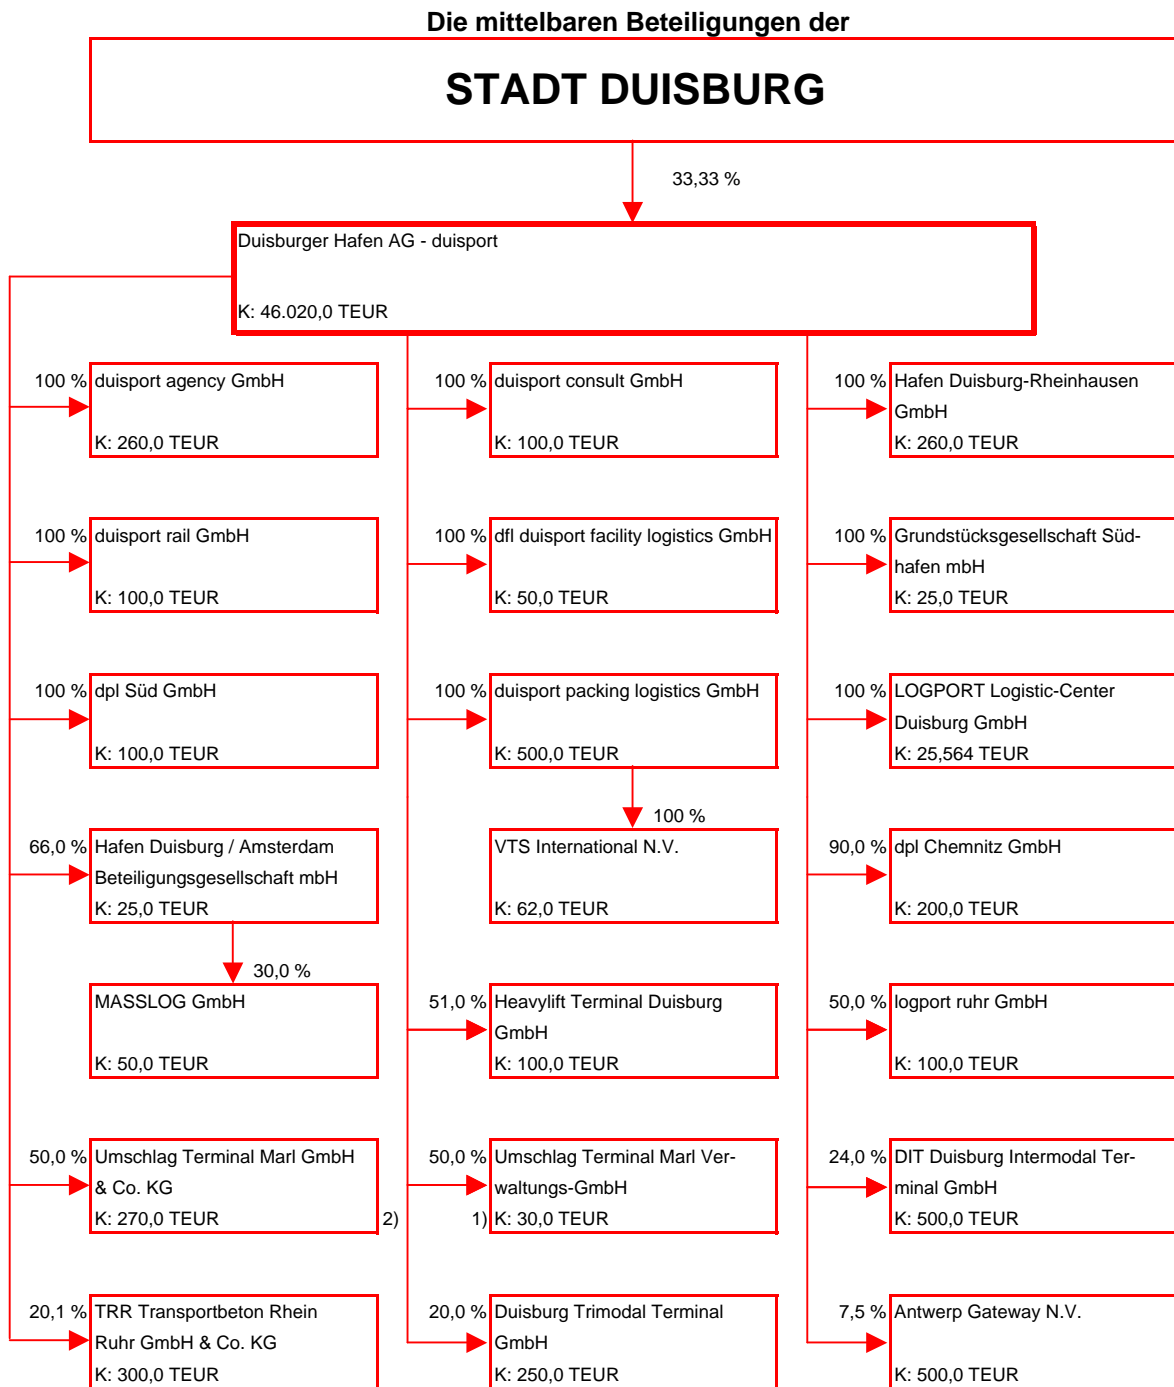 Die mittelbaren Beteiligungen der
STADT DUISBURG
33,33 %
Duisburger Hafen AG - duisport
K: 46.020,0 TEUR
100 %
duisport agency GmbH
K: 260,0 TEUR
100 %
duisport consult GmbH
K: 100,0 TEUR
100 %
Hafen Duisburg-Rheinhausen
GmbH
K: 260,0 TEUR
100 %
duisport rail GmbH
K: 100,0 TEUR
100 %
dfl duisport facility logistics GmbH
K: 50,0 TEUR
100 %
Grundstücksgesellschaft Süd-
hafen mbH
K: 25,0 TEUR
100 %
dpl Süd GmbH
K: 100,0 TEUR
100 %
duisport packing logistics GmbH
K: 500,0 TEUR
100 %
LOGPORT Logistic-Center
Duisburg GmbH
K: 25,564 TEUR
66,0 %
Hafen Duisburg / Amsterdam
Beteiligungsgesellschaft mbH
K: 25,0 TEUR
100 %
VTS International N.V.
K: 62,0 TEUR
90,0 %
dpl Chemnitz GmbH
K: 200,0 TEUR
30,0 %
MASSLOG GmbH
K: 50,0 TEUR
51,0 %
Heavylift Terminal Duisburg
GmbH
K: 100,0 TEUR
50,0 %
logport ruhr GmbH
K: 100,0 TEUR
50,0 %
Umschlag Terminal Marl GmbH
& Co. KG
K: 270,0 TEUR
2)
50,0 %
Umschlag Terminal Marl Ver-
waltungs-GmbH
1)
K: 30,0 TEUR
24,0 %
DIT Duisburg Intermodal Ter-
minal GmbH
K: 500,0 TEUR
20,1 %
TRR Transportbeton Rhein
Ruhr GmbH & Co. KG
K: 300,0 TEUR
20,0 %
Duisburg Trimodal Terminal
GmbH
K: 250,0 TEUR
7,5 %
Antwerp Gateway N.V.
K: 500,0 TEUR